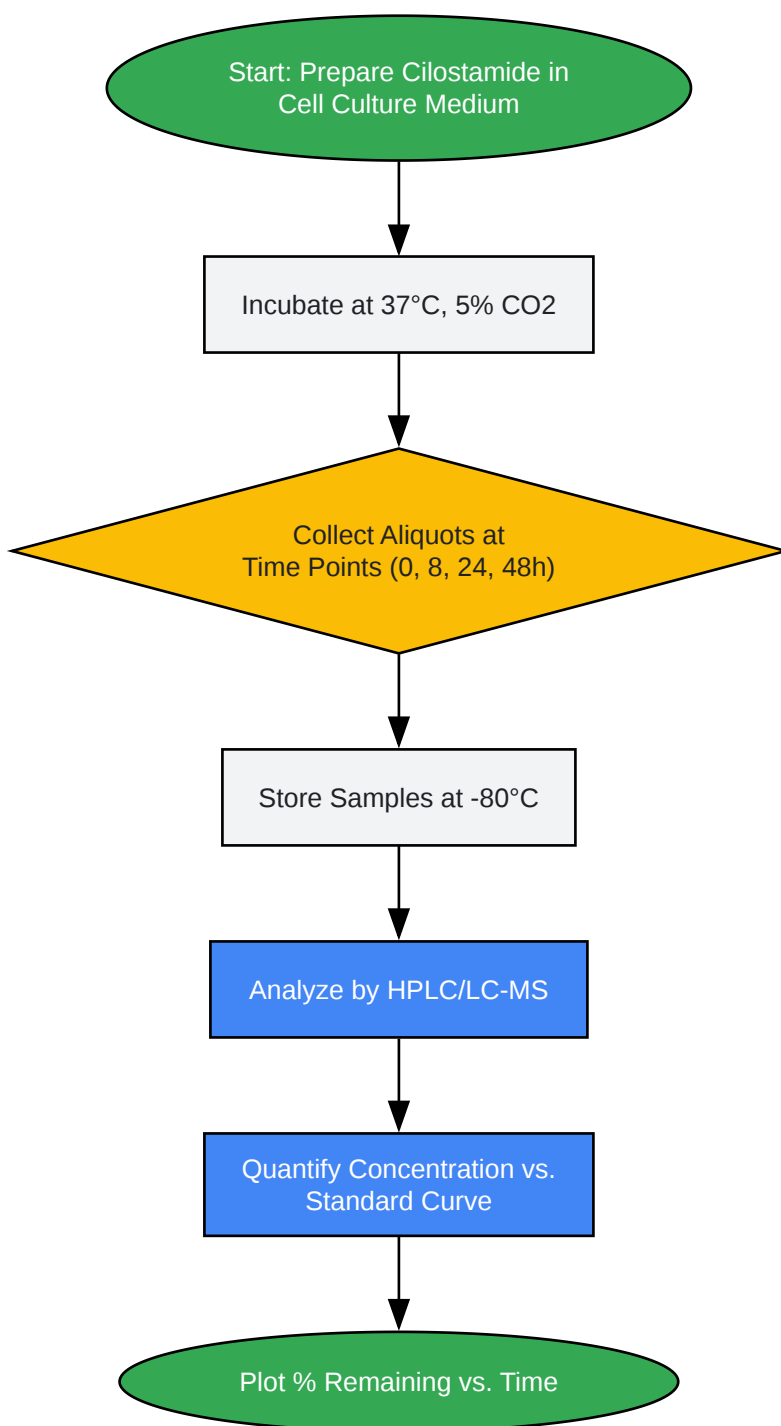 Start: Prepare Cilostamide in
Cell Culture Medium
Incubate at 37°C, 5% CO2
Collect Aliquots at
Time Points (0, 8, 24, 48h)
Store Samples at -80°C
Analyze by HPLC/LC-MS
Quantify Concentration vs.
Standard Curve
Plot % Remaining vs. Time